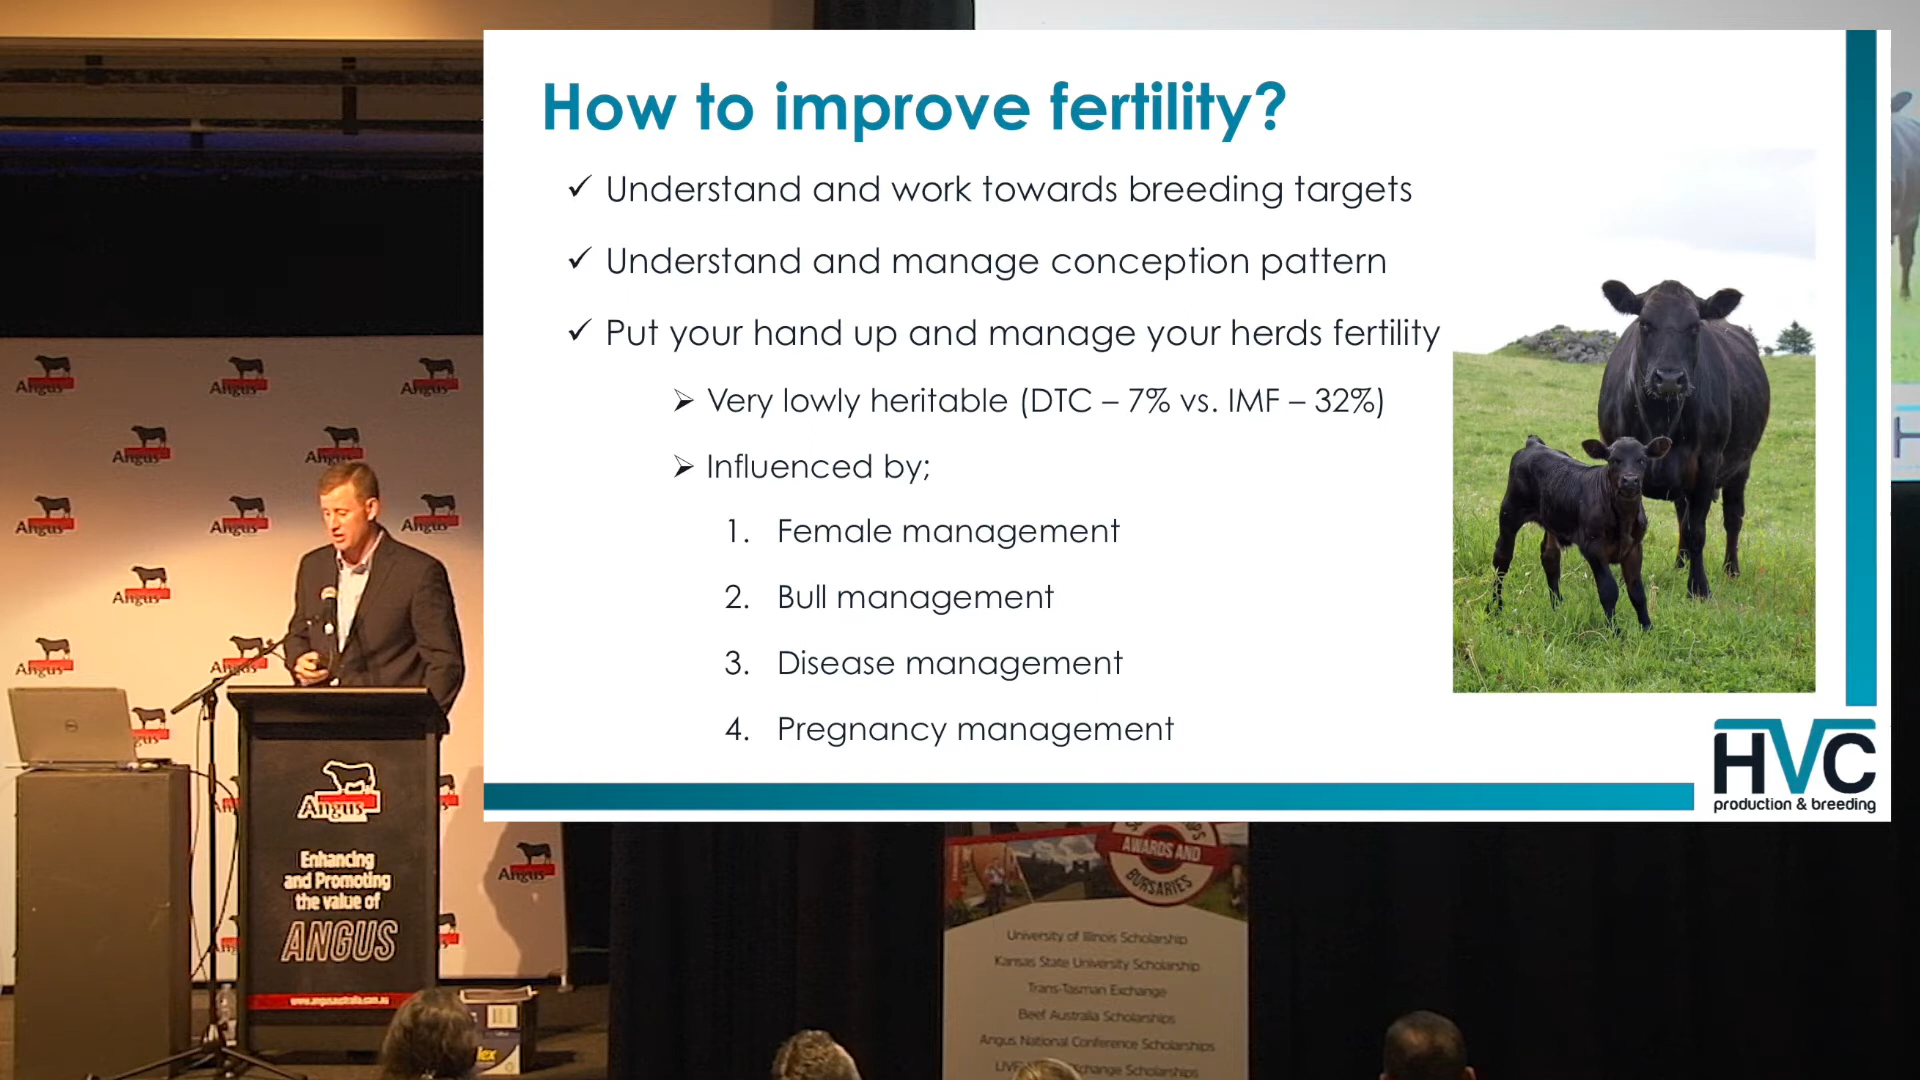 How to improve fertility?
✓ Understand and work towards breeding targets
✓ Understand and manage conception pattern
✓ Put your hand up and manage your herds fertility
➢ Very lowly heritable (DTC – 7% vs. IMF – 32%)
➢ Influenced by;
1. Female management
2. Bull management
3. Disease management
4. Pregnancy management
HVC
production & breeding
Angus
Angus
Angus
Angus
Angus
Angus
Angus
Angus
Angus
Angus
Angus
Angus
Angus
Enhancing
and Promoting
the value of
ANGUS
www.angusaustralia.com.au
AWARDS AND
BURSARIES
University of Illinois Scholarship
Kansas State University Scholarship
Trans-Tasman Exchange
Beef Australia Scholarships
Angus National Conference Scholarships
Scholarships